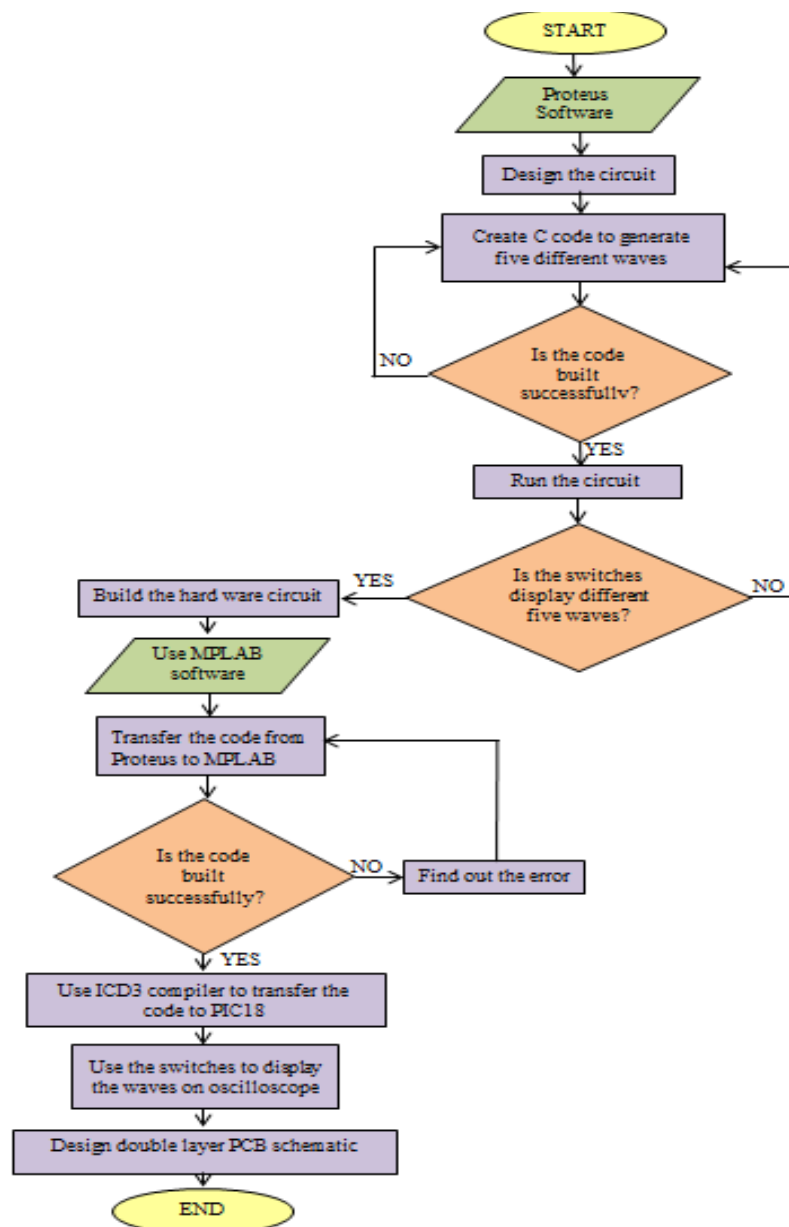 START
Proteus
Software
Design the circuit
Create C code to generate
five different waves
NO
Is the code
built
successfully?
YES
Run the circuit
Is the switches
display different
five waves?
YES
NO
Build the hard ware circuit
Use MPLAB
software
Transfer the code from
Proteus to MPLAB
Is the code
built
successfully?
NO
Find out the error
YES
Use ICD3 compiler to transfer the
code to PIC18
Use the switches to display
the waves on oscilloscope
Design double layer PCB schematic
END